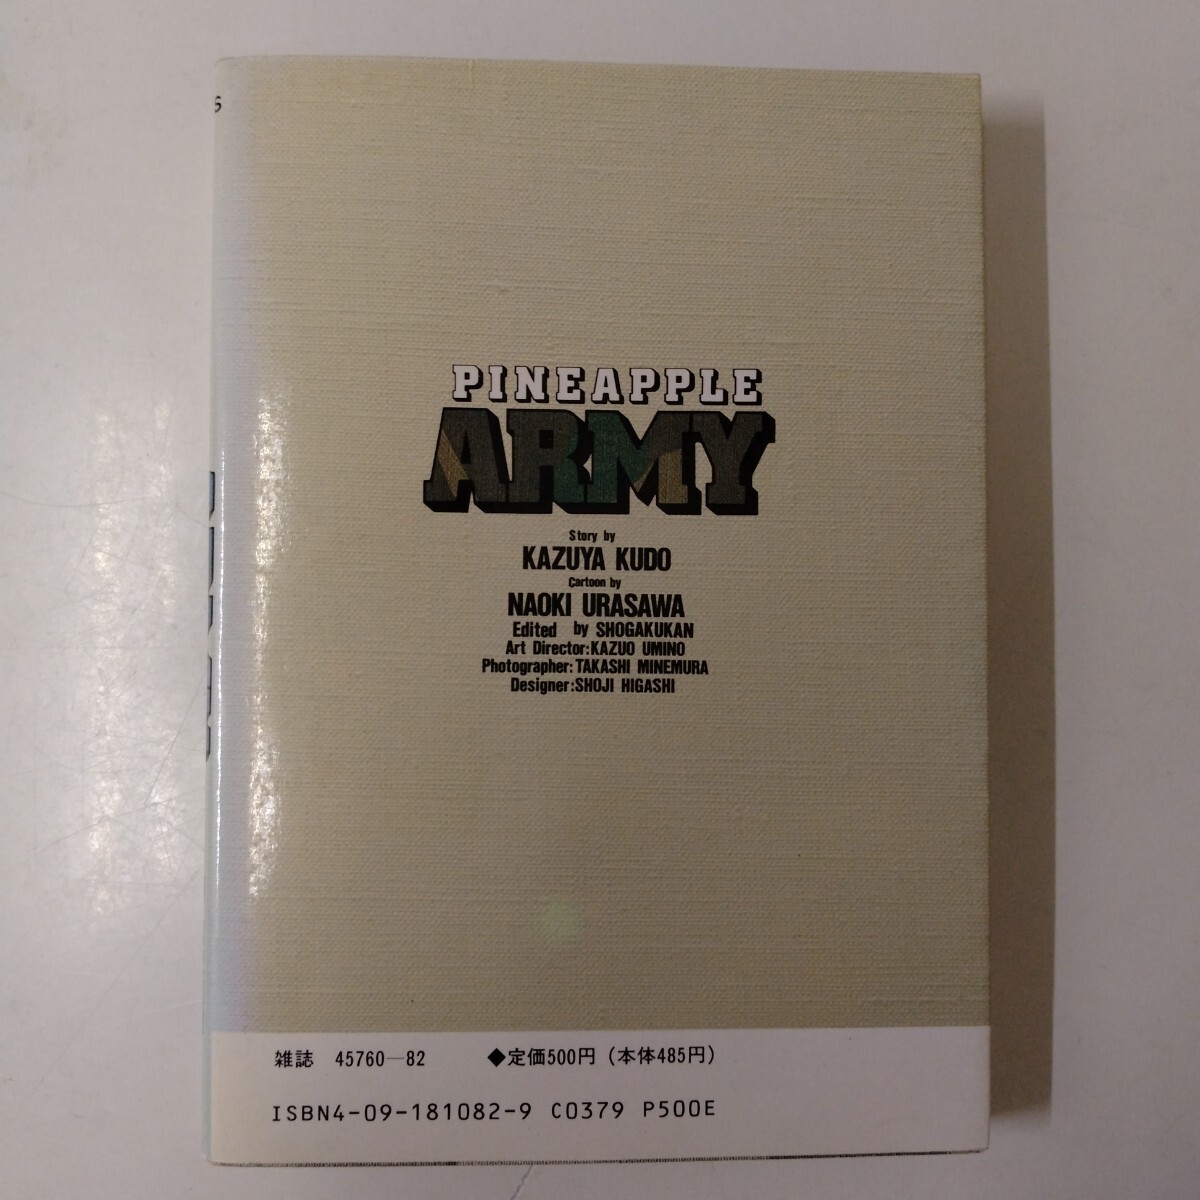 PINEAPPLE
ARMY
Story by
KAZUYA KUDO
Cartoon by
NAOKI URASAWA
Edited by SHOGAKUKAN
Art Director:KAZUO UMINO
Photographer:TAKASHI MINEMURA
Designer:SHOJI HIGASHI
雑誌 45760—82 ◆定価500円(本体485円)
ISBN4-09-181082-9 C0379 P500E